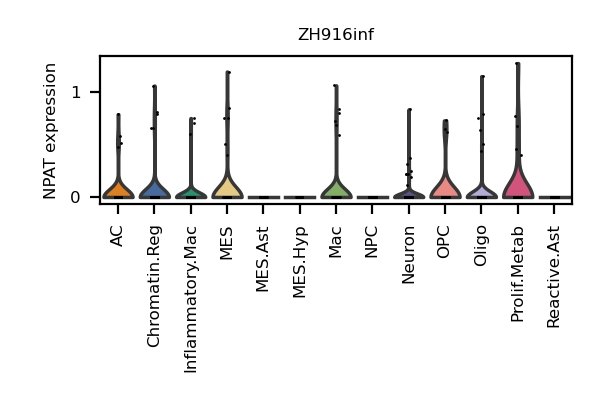 ZH916inf
NPAT expression
1
0
AC
Chromatin.Reg
Inflammatory.Mac
MES
MES.Ast
MES.Hyp
Mac
NPC
Neuron
OPC
Oligo
Prolif.Metab
Reactive.Ast